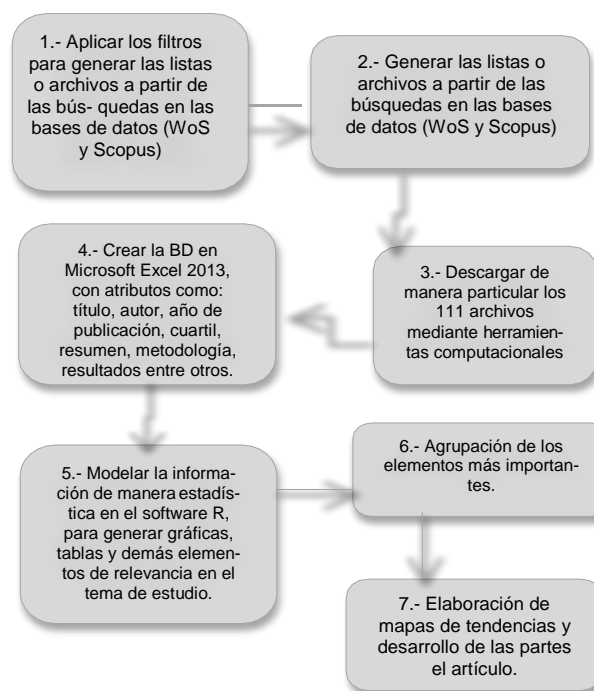 1.- Aplicar los filtros
para generar las listas
o archivos a partir de
las bús- quedas en las
bases de datos (WoS
y Scopus)
2.- Generar las listas o
archivos a partir de las
búsquedas en las bases
de datos (WoS y Scopus)
3.- Descargar de
manera particular los
111 archivos
mediante herramien-
tas computacionales
4.- Crear la BD en
Microsoft Excel 2013,
con atributos como:
título, autor, año de
publicación, cuartil,
resumen, metodología,
resultados entre otros.
5.- Modelar la informa-
ción de manera estadís-
tica en el software R,
para generar gráficas,
tablas y demás elemen-
tos de relevancia en el
tema de estudio.
6.- Agrupación de los
elementos más importan-
tes.
7.- Elaboración de
mapas de tendencias y
desarrollo de las partes
el artículo.